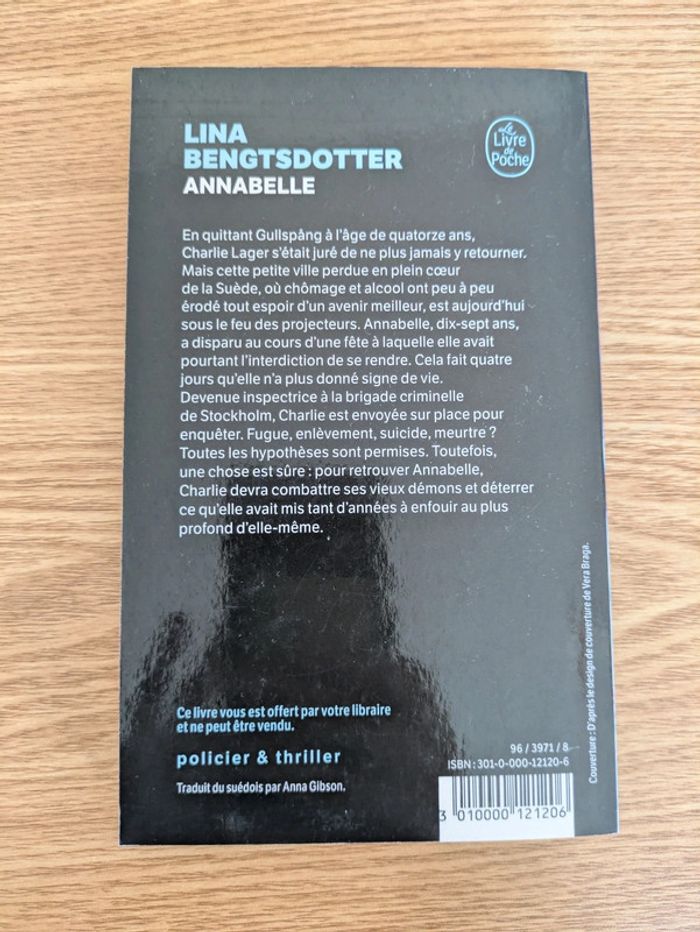 LINA
BENGTSDOTTER
ANNABELLE
Le
Livre
de
Poche
En quittant Gullspång à l'âge de quatorze ans,
Charlie Lager s'était juré de ne plus jamais y retourner.
Mais cette petite ville perdue en plein cœur
de la Suède, où chômage et alcool ont peu à peu
érodé tout espoir d'un avenir meilleur, est aujourd'hui
sous le feu des projecteurs. Annabelle, dix-sept ans,
a disparu au cours d'une fête à laquelle elle avait
pourtant l'interdiction de se rendre. Cela fait quatre
jours qu'elle n'a plus donné signe de vie.
Devenue inspectrice à la brigade criminelle
de Stockholm, Charlie est envoyée sur place pour
enquêter. Fugue, enlèvement, suicide, meurtre ?
Toutes les hypothèses sont permises. Toutefois,
une chose est sûre : pour retrouver Annabelle,
Charlie devra combattre ses vieux démons et déterrer
ce qu'elle avait mis tant d'années à enfouir au plus
profond d'elle-même.
Couverture : D'après le design de couverture de Vera Braga.
Ce livre vous est offert par votre libraire
et ne peut être vendu.
policier & thriller
Traduit du suédois par Anna Gibson.
96 / 3971 / 8
ISBN : 301-0-000-12120-6
3 010000 121206